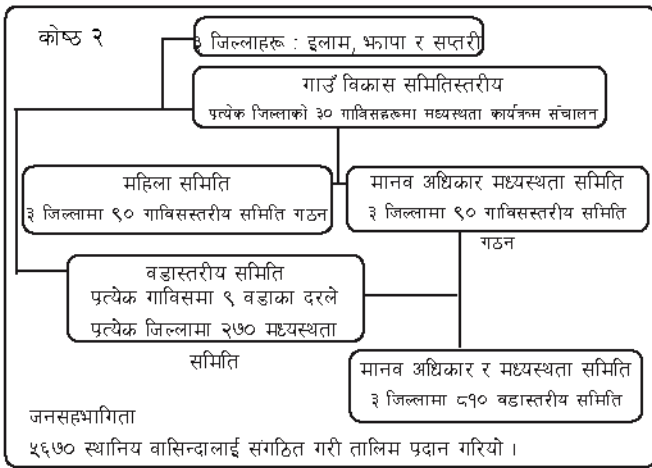 कोष्ठ २
३ जिल्लाहरू : इलाम, झापा र सप्तरी
गाउँ विकास समितिस्तरीय
प्रत्येक जिल्लाको ३० गाविसहरूमा मध्यस्थता कार्यक्रम संचालन
महिला समिति
३ जिल्लामा ९० गाविसस्तरीय समिति गठन
मानव अधिकार मध्यस्थता समिति
३ जिल्लामा ९० गाविसस्तरीय समिति
गठन
वडास्तरीय समिति
प्रत्येक गाविसमा ९ वडाका दरले
प्रत्येक जिल्लामा २७० मध्यस्थता
समिति
मानव अधिकार र मध्यस्थता समिति
३ जिल्लामा ८१० वडास्तरीय समिति
जनसहभागिता
५६७० स्थानिय वासिन्दालाई संगठित गरी तालिम प्रदान गरियो ।